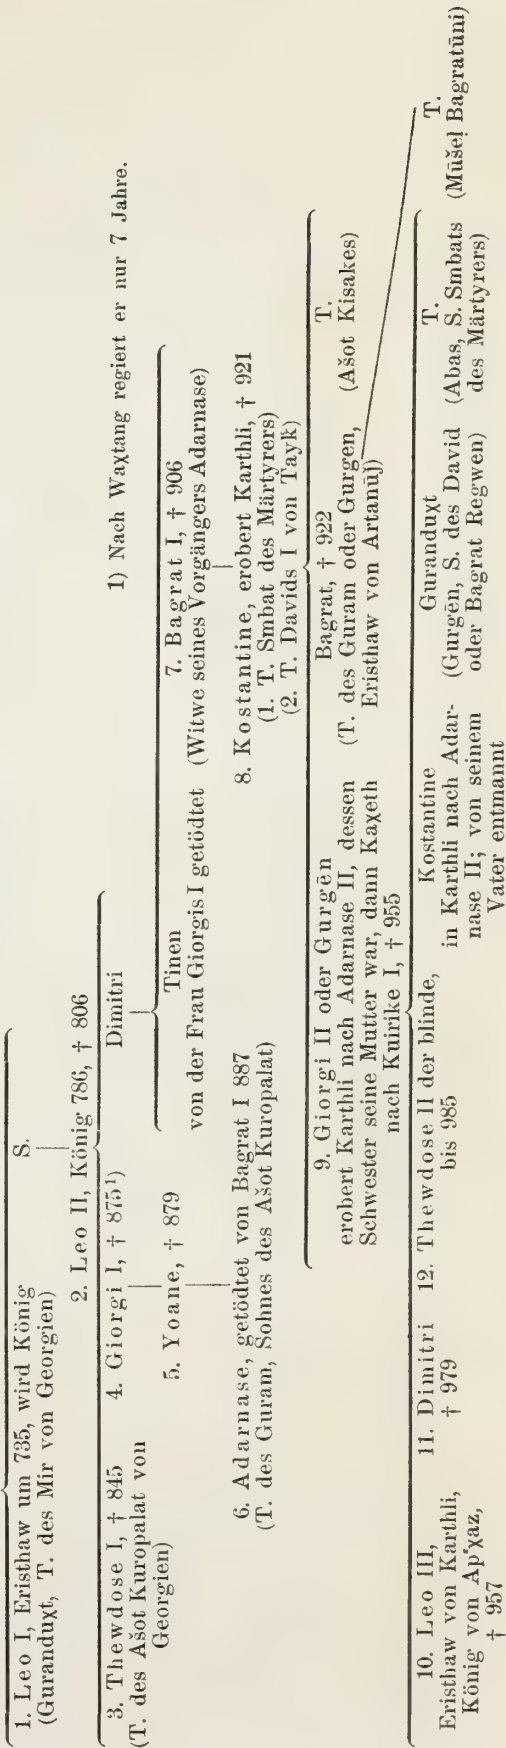 1. Leo I, Eristhaw um 735, wird König
(Guranduχt, T. des Mir von Georgien)
S.
2. Leo II, König 786, † 806
3. Thewdose I, † 845
(T. des Ašot Kuropalat von
Georgien)
4. Giorgi I, † 875¹)
Dimitri
5. Yoane, † 879
Tinen
von der Frau Giorgis I getödtet
7. Bagrat I, † 906
(Witwe seines Vorgängers Adarnase)
1) Nach Waχtang regiert er nur 7 Jahre.
6. Adarnase, getödtet von Bagrat I 887
(T. des Guram, Sohnes des Ašot Kuropalat)
8. Kostantine, erobert Karthli, † 921
(1. T. Smbat des Märtyrers)
(2. T. Davids I von Tayk)
9. Giorgi II oder Gurgēn
erobert Karthli nach Adarnase II, dessen
Schwester seine Mutter war, dann Kaχeth
nach Kuirike I, † 955
Bagrat, † 922
(T. des Guram oder Gurgen,
Eristhaw von Artanūǰ)
T.
(Ašot Kisakes)
10. Leo III,
Eristhaw von Karthli,
König von Ap‘χaz,
† 957
11. Dimitri
† 979
12. Thewdose II der blinde,
bis 985
Kostantine
in Karthli nach Adar-
nase II; von seinem
Vater entmannt
Guranduχt
(Gurgēn, S. des David
oder Bagrat Regwen)
T.
(Abas, S. Smbats
des Märtyrers)
T.
(Mūšeł Bagratūni)